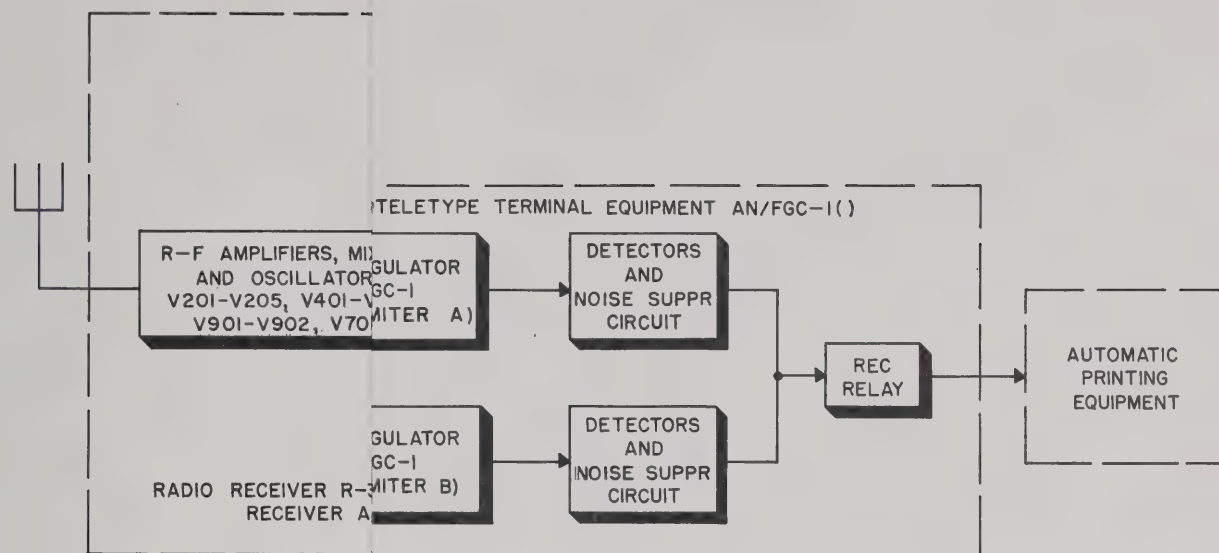 TELETYPE TERMINAL EQUIPMENT AN/FGC-1()
R-F AMPLIFIERS,
AND OSCILLATOR
V201-V205, V401-
V901-V902,
GULATOR
GC-1
MITER A)
DETECTORS
AND
NOISE SUPPR
CIRCUIT
REC
RELAY
AUTOMATIC
PRINTING
EQUIPMENT
GULATOR
GC-1
MITER B)
DETECTORS
AND
NOISE SUPPR
CIRCUIT
RADIO RECEIVER
RECEIVER A